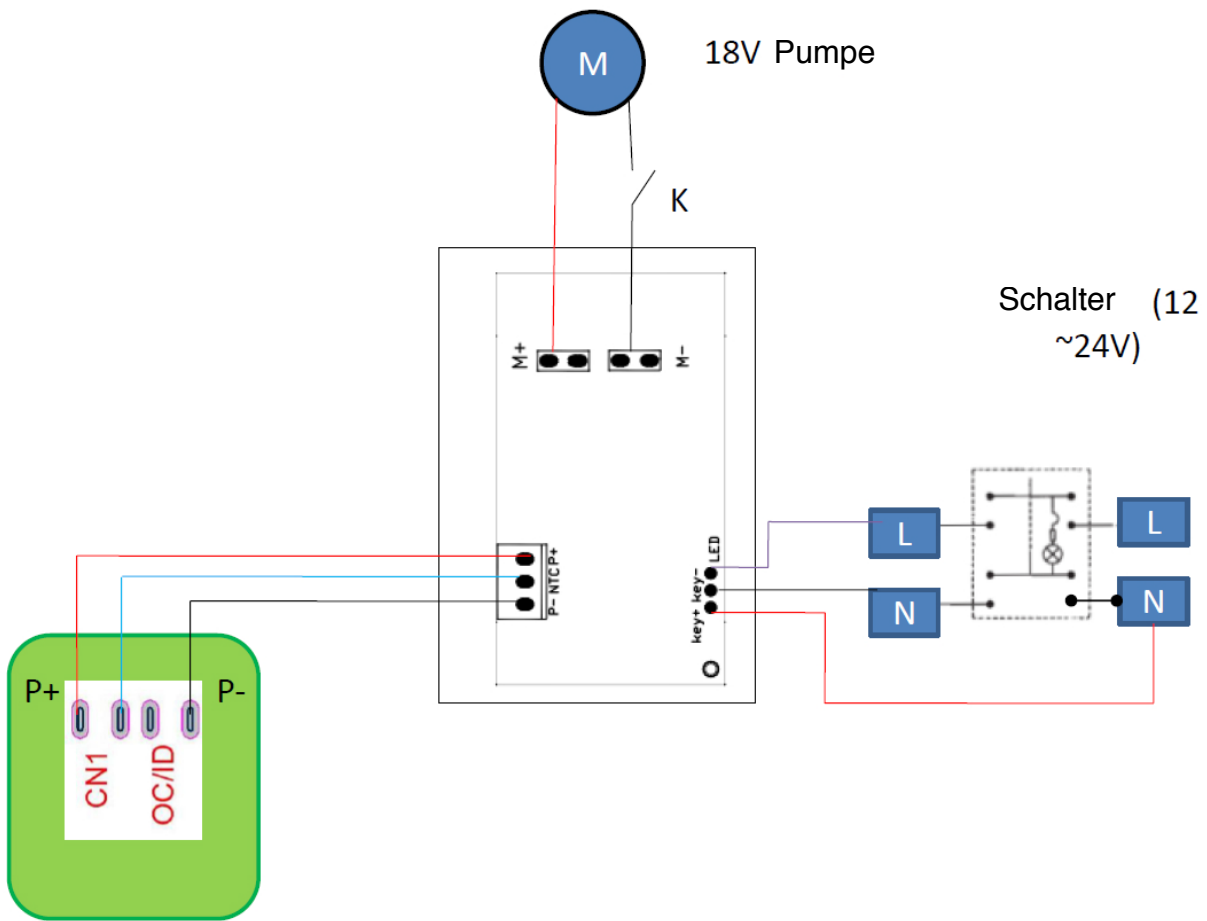 M
18V Pumpe
K
Schalter (12
~24V)
M+
M-
P- NTC P+
key+ key- LED
L
L
N
N
P+
P-
CN1
OC/ID